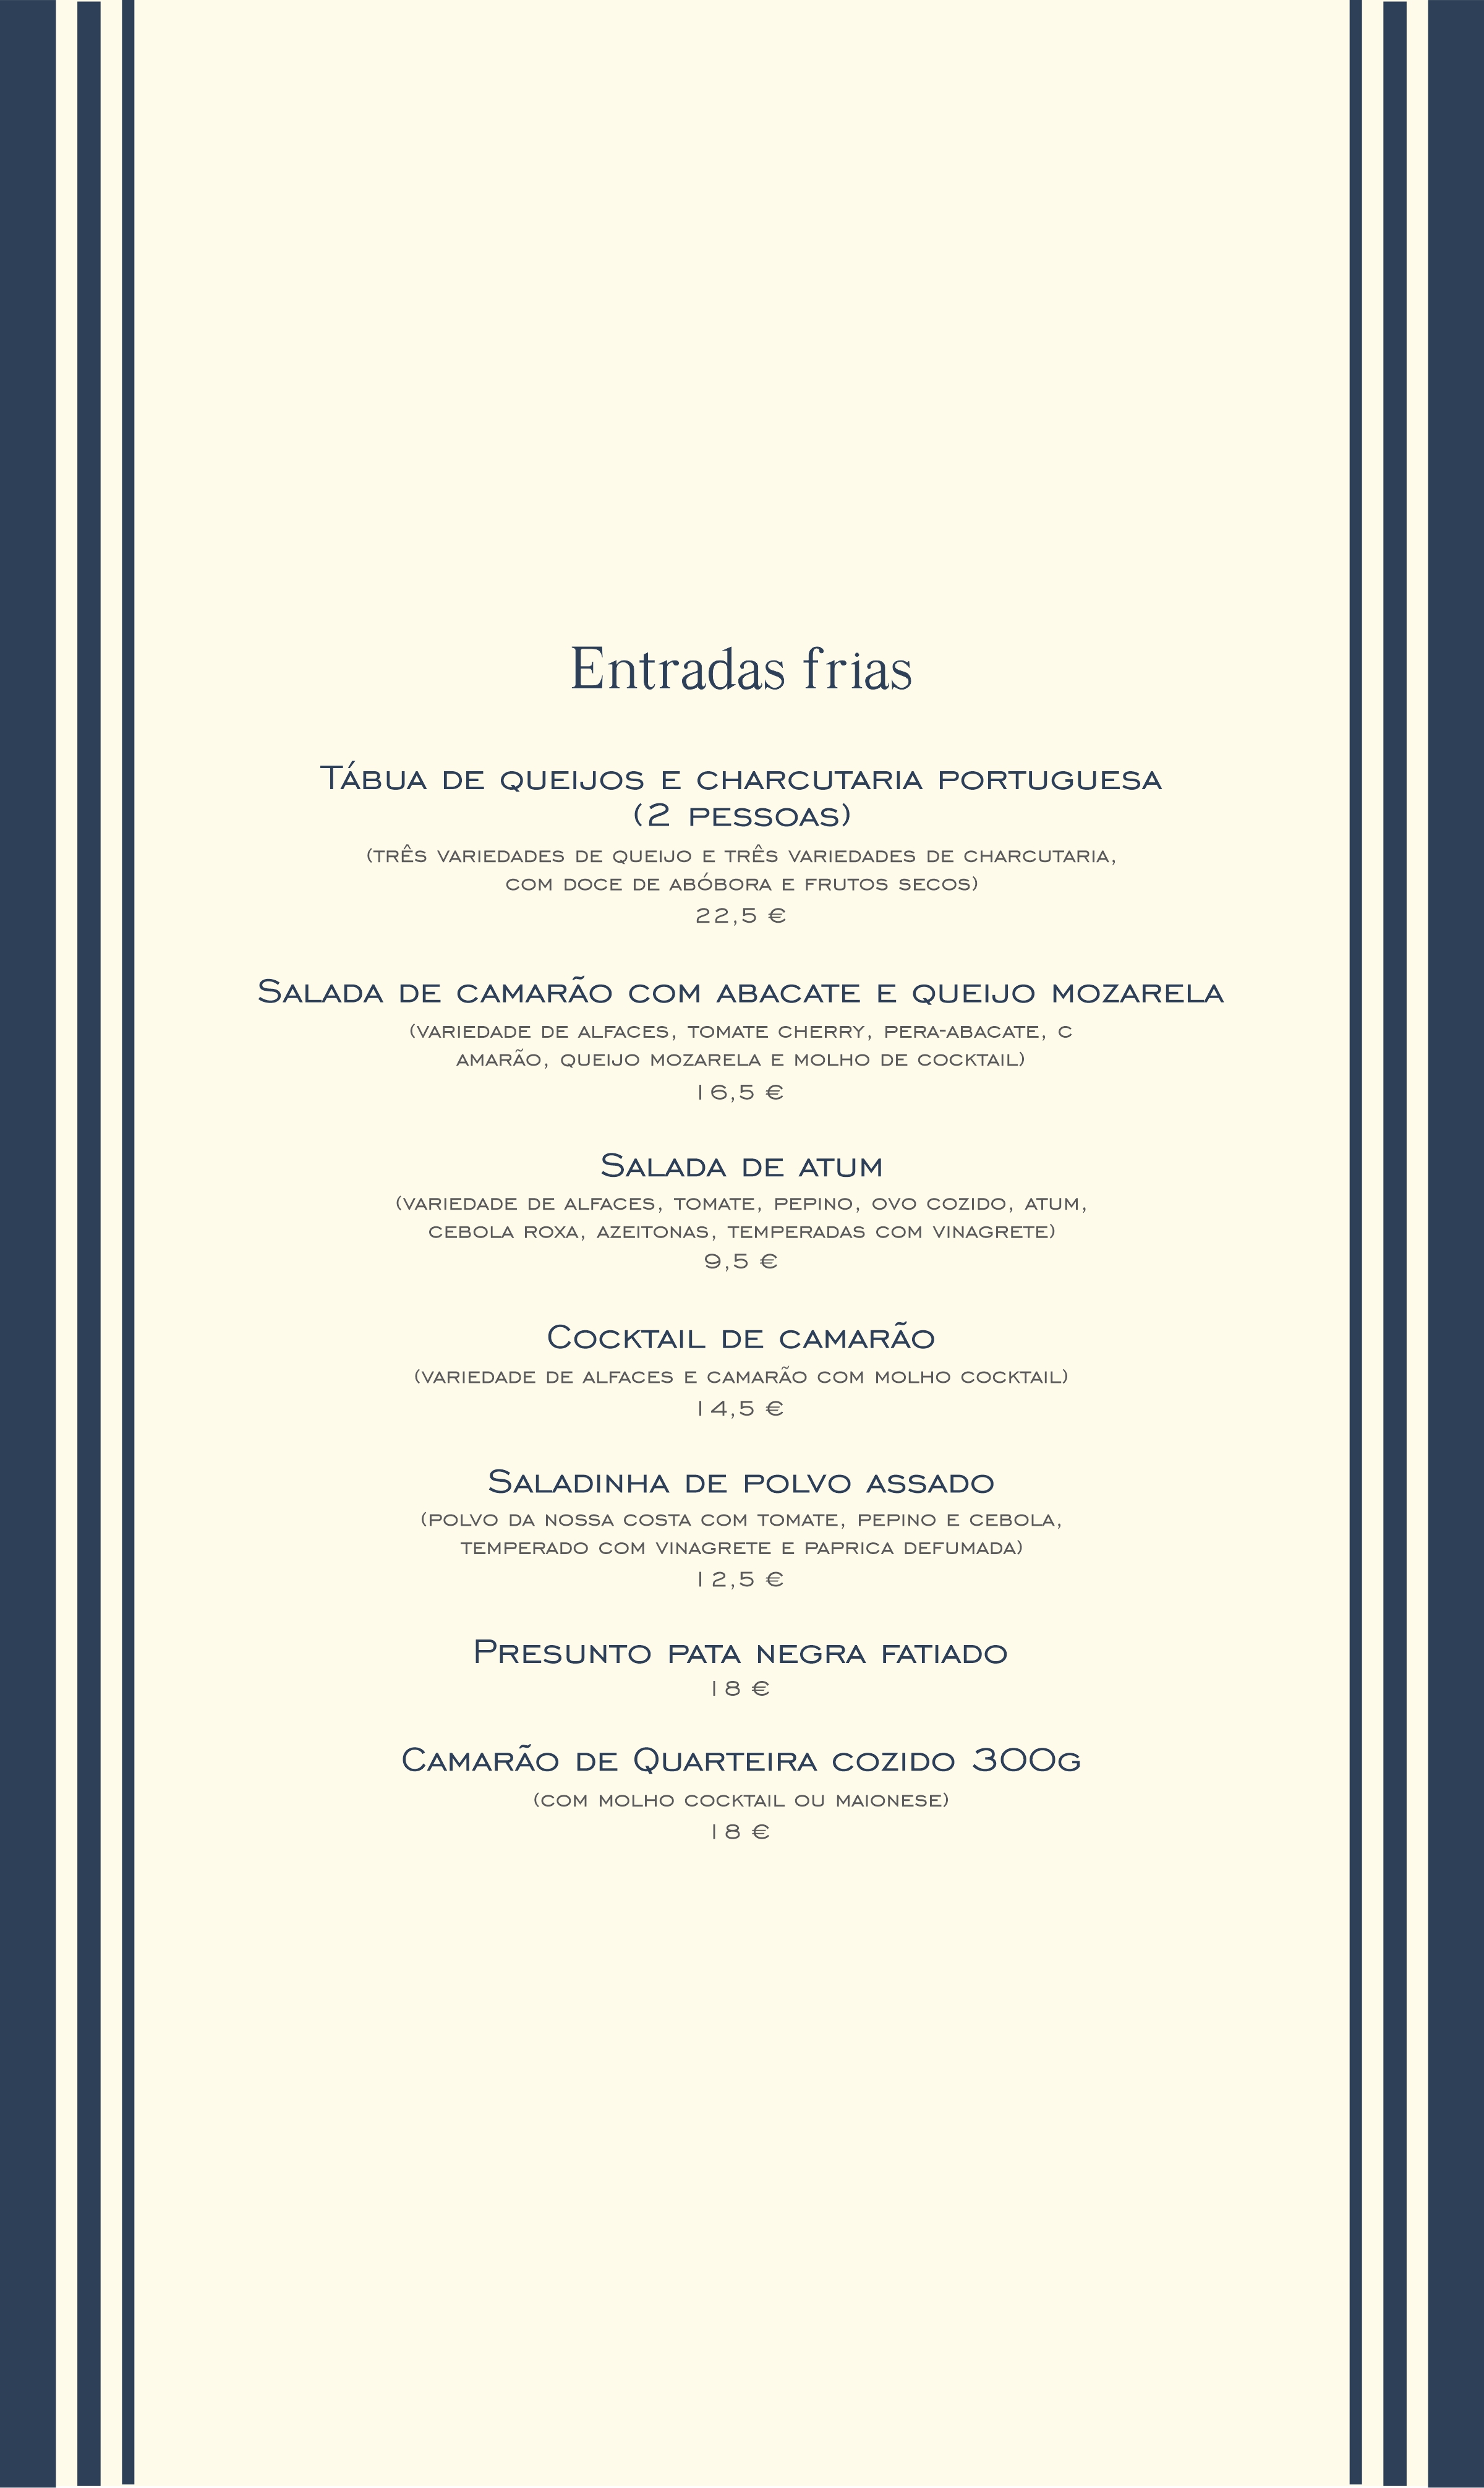 Entradas frias
Tábua de queijos e charcutaria portuguesa
(2 pessoas)
(três variedades de queijo e três variedades de charcutaria,
com doce de abóbora e frutos secos)
22,5 €
Salada de camarão com abacate e queijo mozarela
(variedade de alfaces, tomate cherry, pera-abacate, c
amarão, queijo mozarela e molho de cocktail)
16,5 €
Salada de atum
(variedade de alfaces, tomate, pepino, ovo cozido, atum,
cebola roxa, azeitonas, temperadas com vinagrete)
9,5 €
Cocktail de camarão
(variedade de alfaces e camarão com molho cocktail)
14,5 €
Saladinha de polvo assado
(polvo da nossa costa com tomate, pepino e cebola,
temperado com vinagrete e paprica defumada)
12,5 €
Presunto pata negra fatiado
18 €
Camarão de Quarteira cozido 300g
(com molho cocktail ou maionese)
18 €